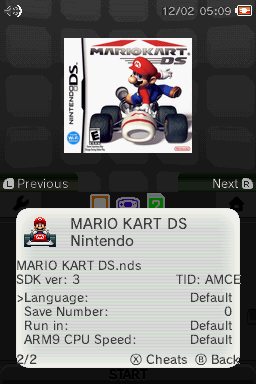 12/02 05:09
NINTENDO DS
MARIOKART
DS
EVERYONE
E
L Previous
Next R
MARIO KART DS
Nintendo
MARIO KART DS.nds
SDK ver: 3
TID: AMCE
>Language:
Default
Save Number:
0
Run in:
Default
ARM9 CPU Speed:
Default
2/2
X Cheats B Back
START